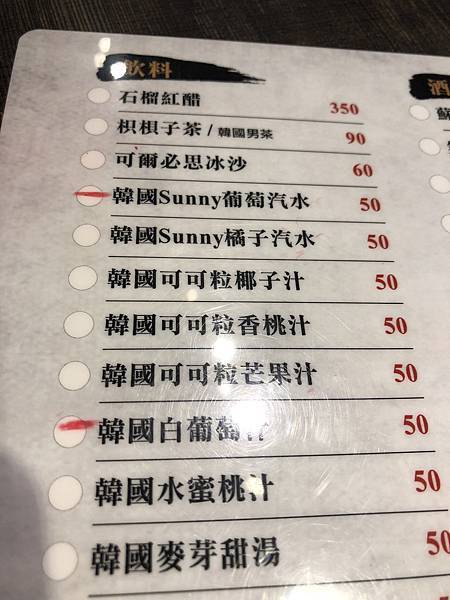 飲料
石榴紅醋 350
枳椇子茶/韓國男茶 90
可爾必思冰沙 60
韓國Sunny葡萄汽水 50
韓國Sunny橘子汽水 50
韓國可可粒椰子汁 50
韓國可可粒香桃汁 50
韓國可可粒芒果汁 50
韓國白葡萄汁 50
韓國水蜜桃汁 50
韓國麥芽甜湯 50
酒